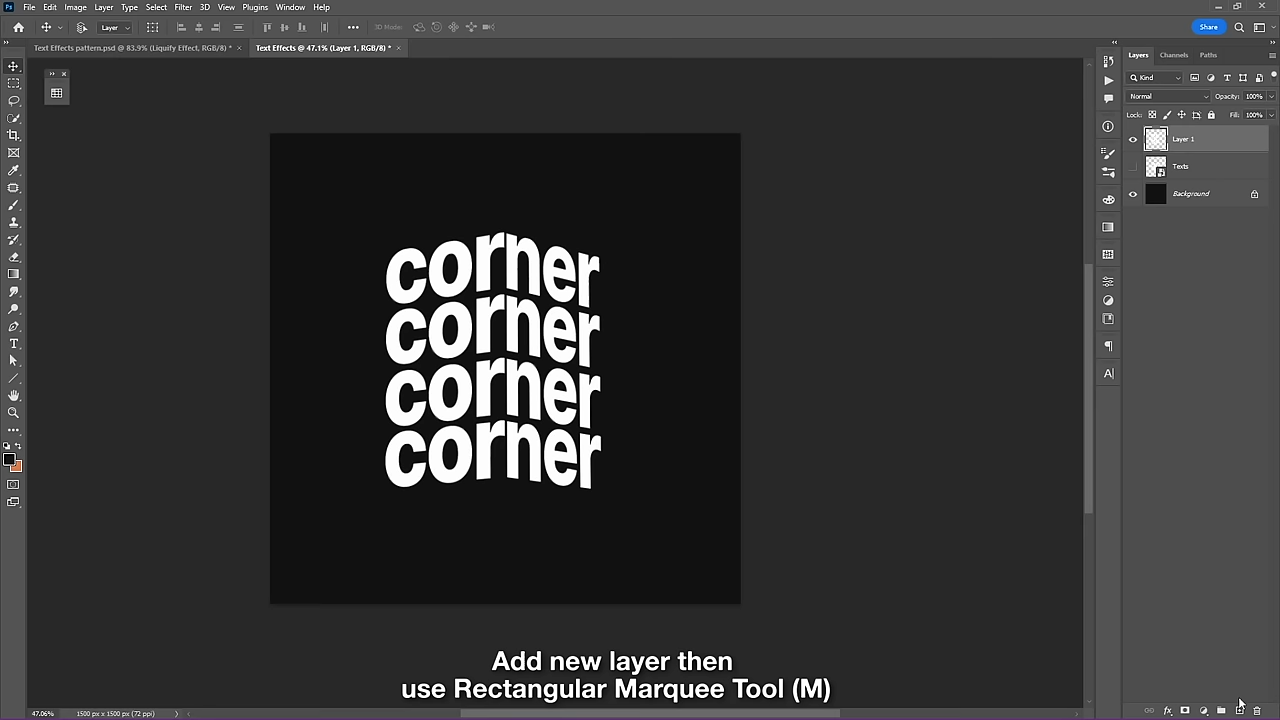 Ps File Edit Image Layer Type Select Filter 3D View Plugins Window Help
Layer 3D Mode: Share
Text Effects pattern.psd @ 83.9% (Liquify Effect, RGB/8) * × Text Effects @ 47.1% (Layer 1, RGB/8) * ×
Layers Channels Paths
Kind
Normal Opacity: 100%
Lock: Fill: 100%
Layer 1
Texts
Background
corner
corner
corner
corner
Add new layer then
use Rectangular Marquee Tool (M)
47.06% 1500 px x 1500 px (72 ppi)